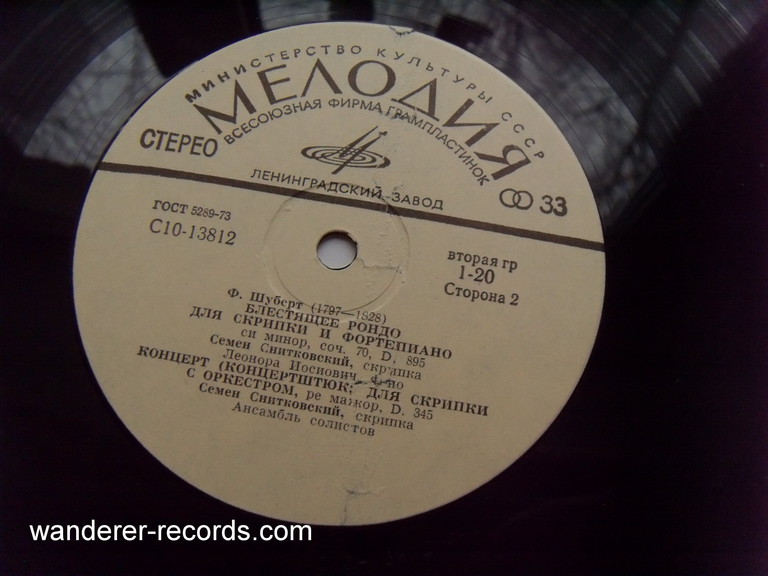 МИНИСТЕРСТВО КУЛЬТУРЫ СССР
МЕЛОДИЯ
ВСЕСОЮЗНАЯ ФИРМА ГРАМПЛАСТИНОК
СТЕРЕО
ЛЕНИНГРАДСКИЙ ЗАВОД
33
ГОСТ 5289-73
С10-13812
вторая гр
1-20
Сторона 2
Ф. Шуберт (1797—1828)
БЛЕСТЯЩЕЕ РОНДО
ДЛЯ СКРИПКИ И ФОРТЕПИАНО
си минор, соч. 70, D. 895
Семен Снитковский, скрипка
Леонора Иосиович,
КОНЦЕРТ (КОНЦЕРТШТЮК) ДЛЯ СКРИПКИ
С ОРКЕСТРОМ, ре мажор, D. 345
Семен Снитковский, скрипка
Ансамбль солистов
wanderer-records.com